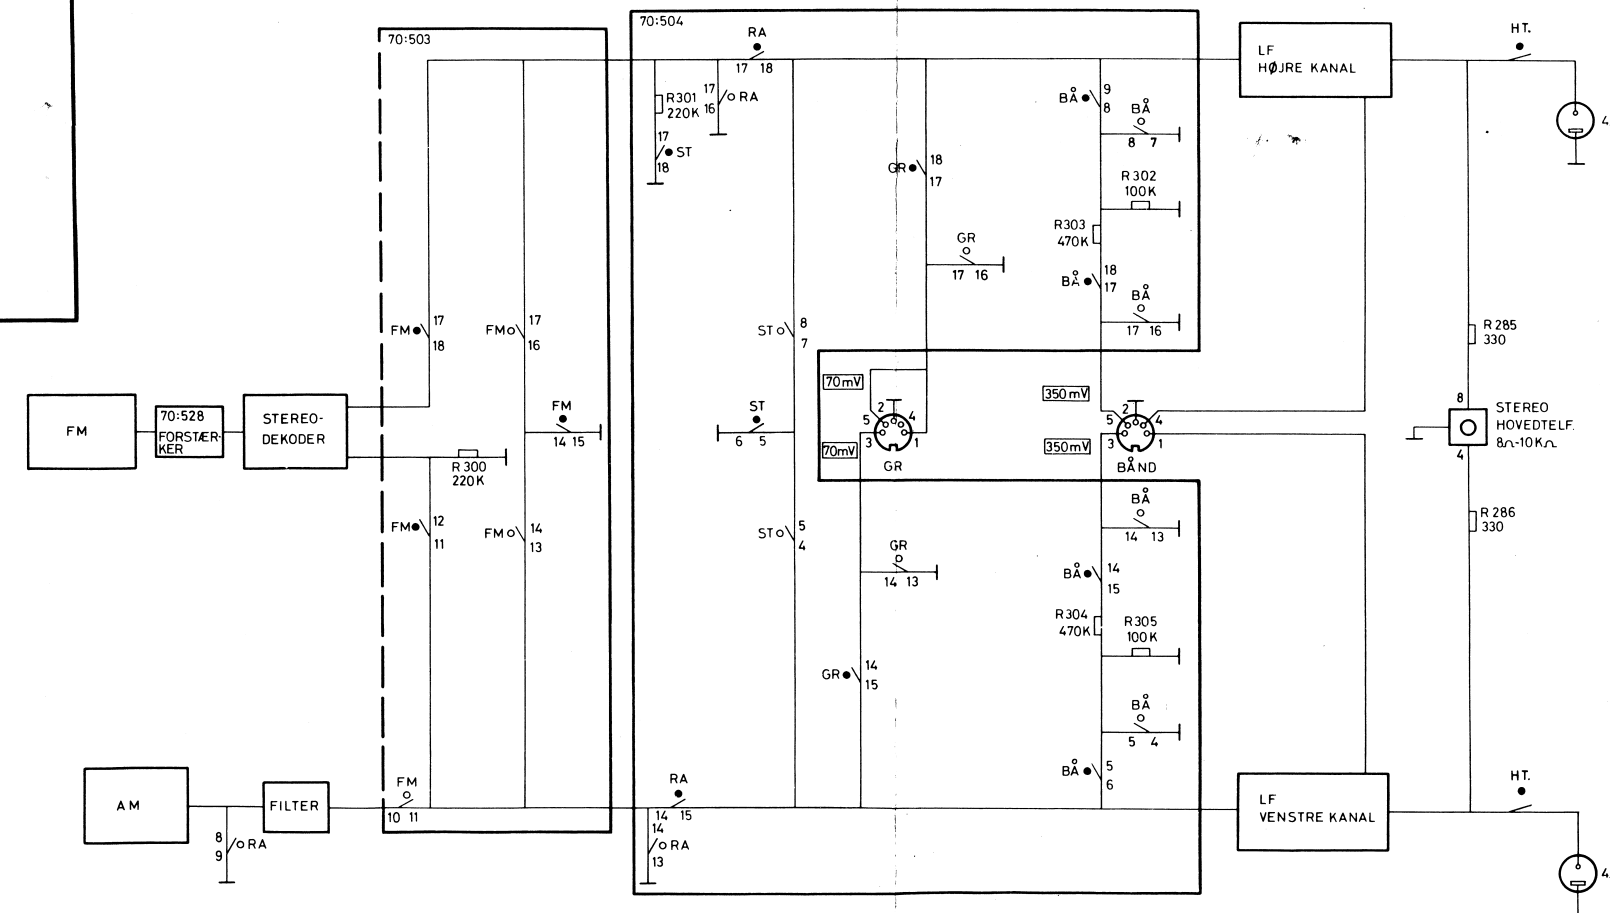 70:503
70:504
RA
17 18
R301
220K
17
16
RA
17
18
ST
BÅ
9
8
BÅ
8 7
GR
18
17
R302
100K
R303
470K
GR
17 16
BÅ
18
17
BÅ
17 16
LF
HØJRE KANAL
HT.
4
FM
17
18
FM
17
16
ST
8
7
R 285
330
FM
70:528
FORSTÆR-
KER
STEREO-
DEKODER
FM
14 15
R 300
220K
ST
6 5
70mV
70mV
2
5
4
3
1
GR
350mV
350mV
2
5
4
3
1
BÅND
8
4
STEREO
HOVEDTELF.
8Ω-10KΩ
FM
12
11
FM
14
13
ST
5
4
GR
14 13
BÅ
14 13
BÅ
14
15
R304
470K
R305
100K
R 286
330
GR
14
15
BÅ
5 4
BÅ
5
6
AM
FILTER
8
9
RA
FM
10 11
RA
14 15
14
13
RA
LF
VENSTRE KANAL
HT.
4